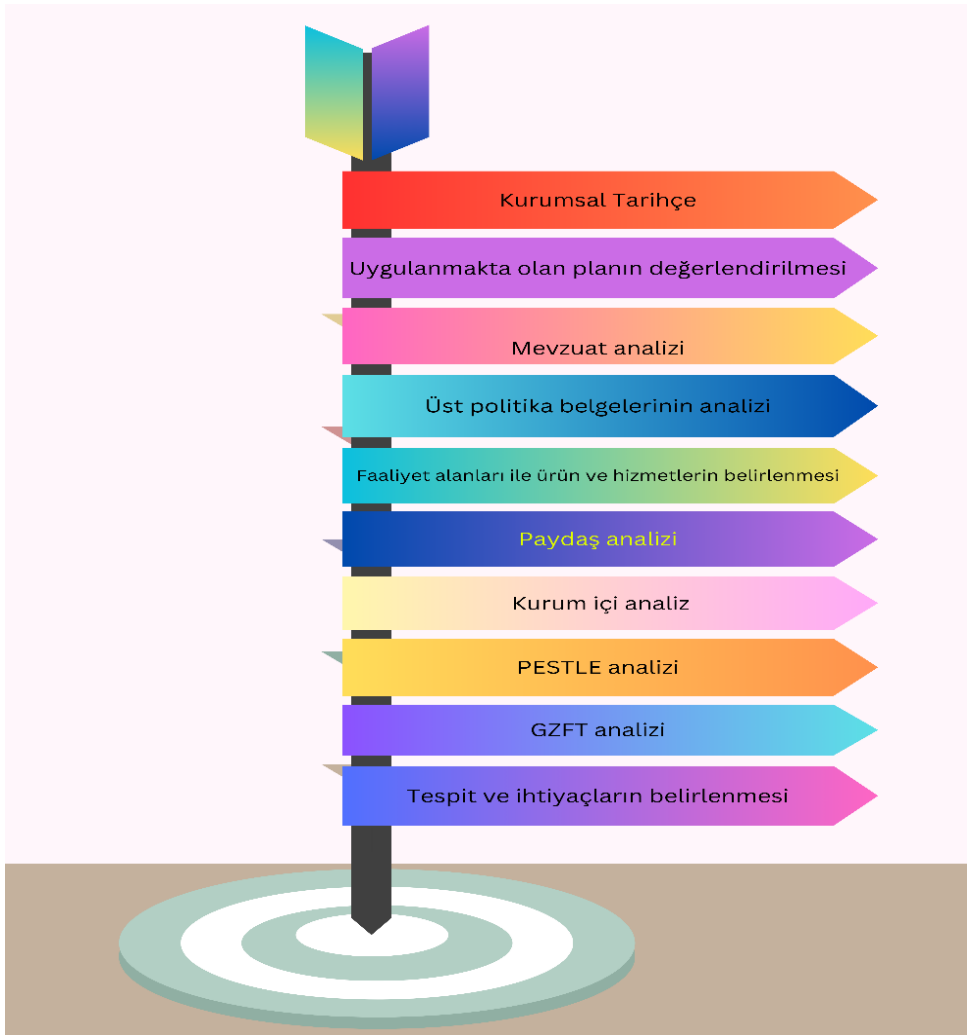 Kurumsal Tarihçe
Uygulanmakta olan planın değerlendirilmesi
Mevzuat analizi
Üst politika belgelerinin analizi
Faaliyet alanları ile ürün ve hizmetlerin belirlenmesi
Paydaş analizi
Kurum içi analiz
PESTLE analizi
GZFT analizi
Tespit ve ihtiyaçların belirlenmesi